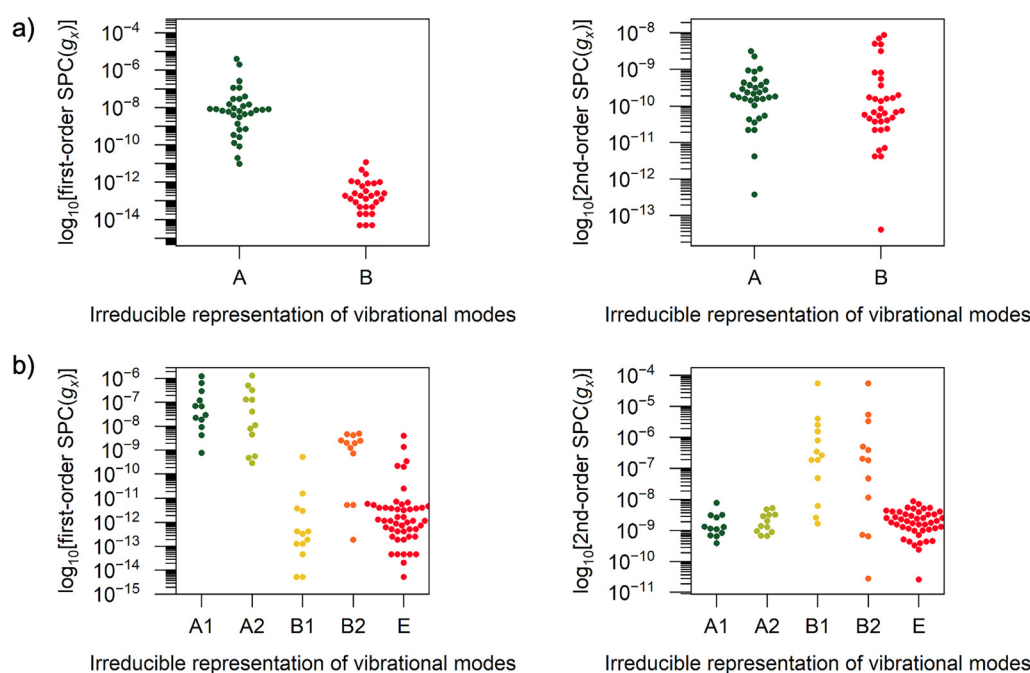 a)
log₁₀[first-order SPC(gₓ)]
10⁻⁴
10⁻⁶
10⁻⁸
10⁻¹⁰
10⁻¹²
10⁻¹⁴
A B
Irreducible representation of vibrational modes
log₁₀[2nd-order SPC(gₓ)]
10⁻⁸
10⁻⁹
10⁻¹⁰
10⁻¹¹
10⁻¹²
10⁻¹³
A B
Irreducible representation of vibrational modes
b)
log₁₀[first-order SPC(gₓ)]
10⁻⁶
10⁻⁷
10⁻⁸
10⁻⁹
10⁻¹⁰
10⁻¹¹
10⁻¹²
10⁻¹³
10⁻¹⁴
10⁻¹⁵
A1 A2 B1 B2 E
Irreducible representation of vibrational modes
log₁₀[2nd-order SPC(gₓ)]
10⁻⁴
10⁻⁵
10⁻⁶
10⁻⁷
10⁻⁸
10⁻⁹
10⁻¹⁰
10⁻¹¹
A1 A2 B1 B2 E
Irreducible representation of vibrational modes